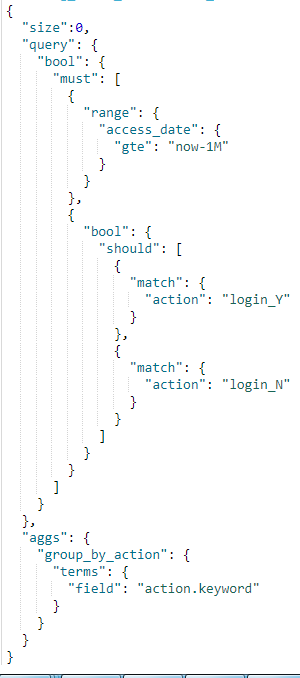 {
  "size":0,
  "query": {
    "bool": {
      "must": [
        {
          "range": {
            "access_date": {
              "gte": "now-1M"
            }
          }
        },
        {
          "bool": {
            "should": [
              {
                "match": {
                  "action": "login_Y"
                }
              },
              {
                "match": {
                  "action": "login_N"
                }
              }
            ]
          }
        }
      ]
    }
  },
  "aggs": {
    "group_by_action": {
      "terms": {
        "field": "action.keyword"
      }
    }
  }
}